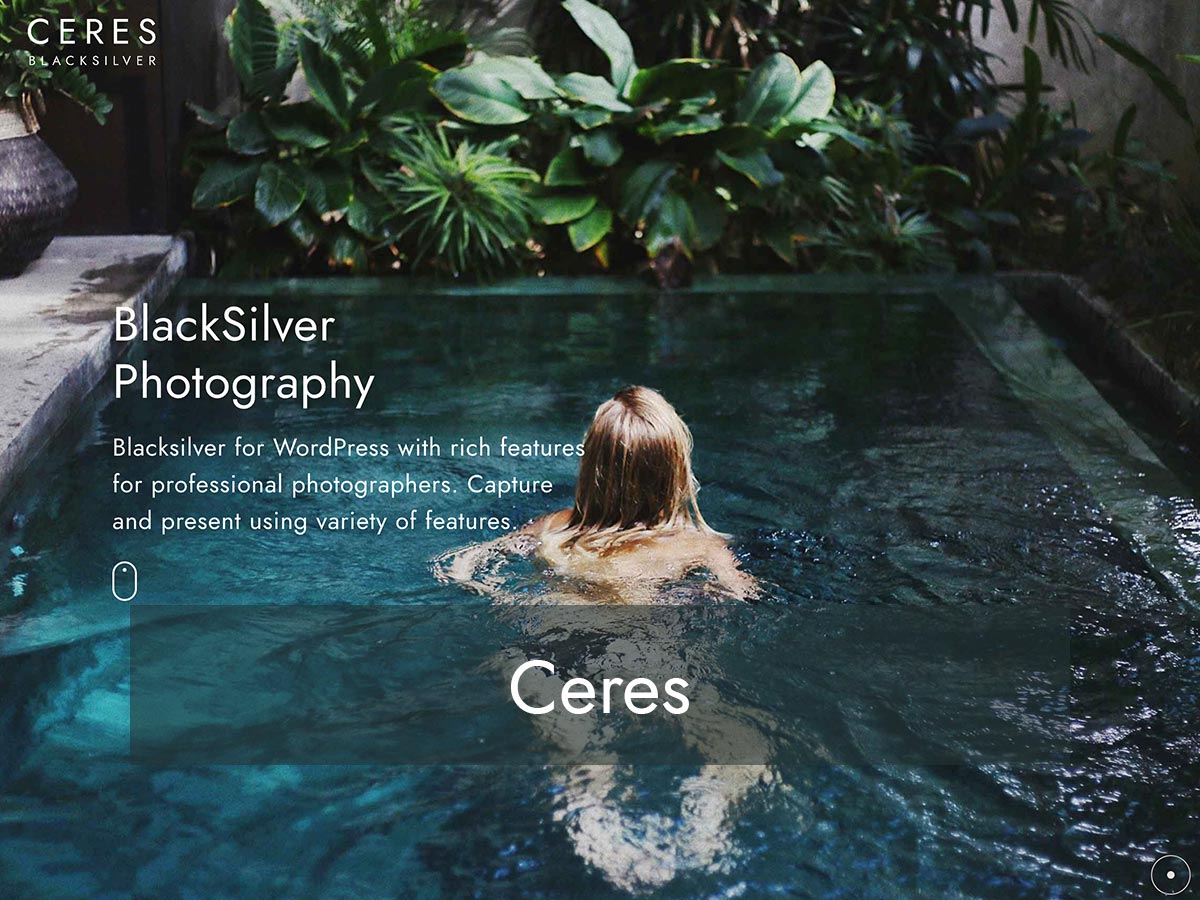 CERES
BLACKSILVER
BlackSilver
Photography
Blacksilver for WordPress with rich features
for professional photographers. Capture
and present using variety of features.
Ceres